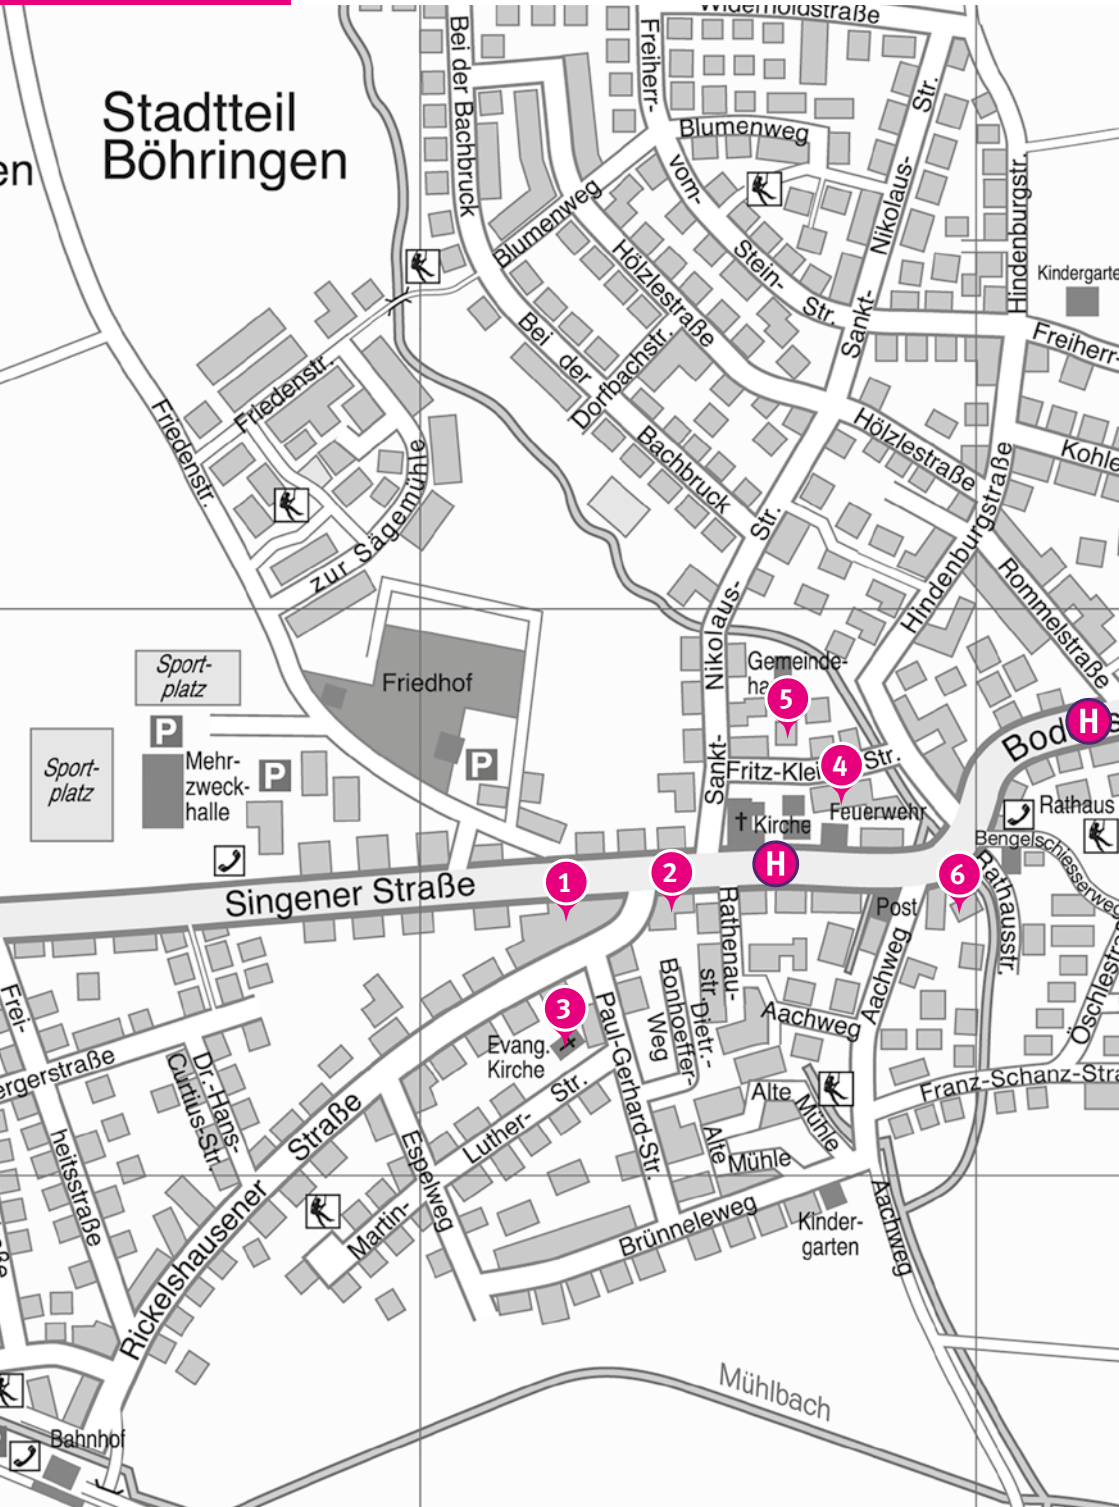 Widerholdstraße
Stadtteil
Böhringen
en
Bei der Bachbruck
Freiherr-
vom-
Stein-
Str.
Blumenweg
Blumenweg
Sankt-
Nikolaus-
Str.
Hindenburgstr.
Kindergarte
Freiherr-
Hölzlestraße
Bei der
Bachbruck
Dorfbachstr.
Friedenstr.
Friedenstr.
zur Sägemühle
Hölzlestraße
Kohle
Hindenburgstraße
Rommelstraße
Sankt-
Nikolaus-
Str.
Gemeinde-
ha
5
Sport-
platz
P
Friedhof
P
Sport-
platz
Mehr-
zweck-
halle
P
H
Bod
s
Fritz-Klei
4
Str.
Feuerwehr
Kirche
Rathaus
Bengelschiesserweg
H
Singener Straße
1
2
6
Rathausstr.
Post
Rathenau-
str.
Aachweg
Aachweg
Öschlestra
Frei-
heitsstraße
ergerstraße
Dr.-Hans-
Curtius-Str.
3
Evang.
Kirche
Paul-Gerhard-Str.
Dietr.-
Bonhoeffer-
Weg
Franz-Schanz-Stra
Alte
Mühle
Alte
Mühle
Rickelshausener
Straße
Espelweg
Martin-
Luther-
Str.
Brünneleweg
Kinder-
garten
Aachweg
ße
Mühlbach
Bahnhof